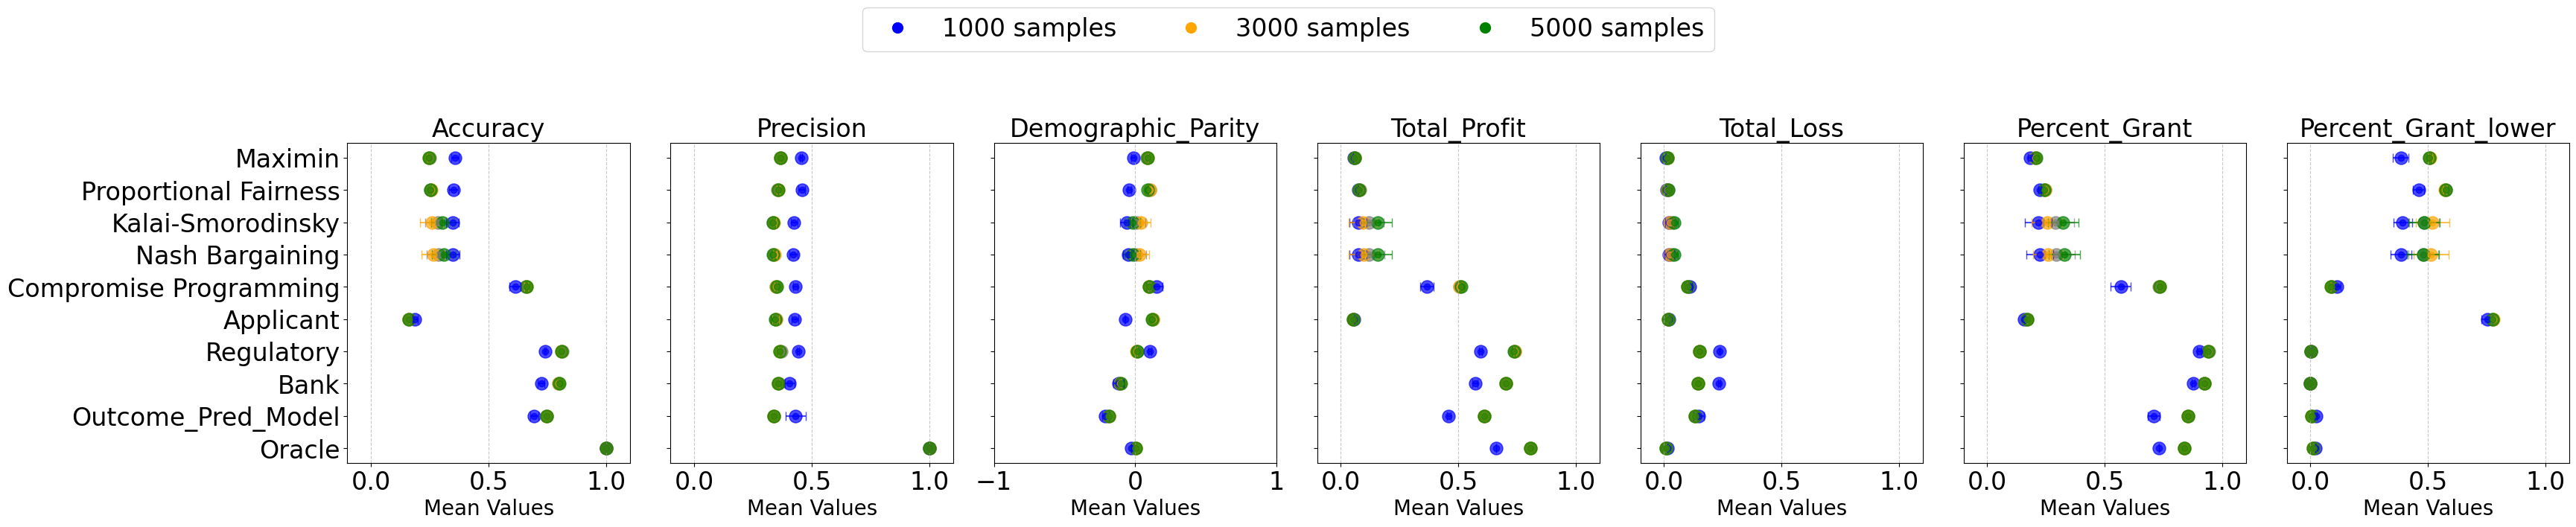 1000 samples 3000 samples 5000 samples
Accuracy Precision Demographic_Parity Total_Profit Total_Loss Percent_Grant Percent_Grant_lower
Maximin
Proportional Fairness
Kalai-Smorodinsky
Nash Bargaining
Compromise Programming
Applicant
Regulatory
Bank
Outcome_Pred_Model
Oracle
0.0 0.5 1.0 0.0 0.5 1.0 −1 0 1 0.0 0.5 1.0 0.0 0.5 1.0 0.0 0.5 1.0 0.0 0.5 1.0
Mean Values Mean Values Mean Values Mean Values Mean Values Mean Values Mean Values